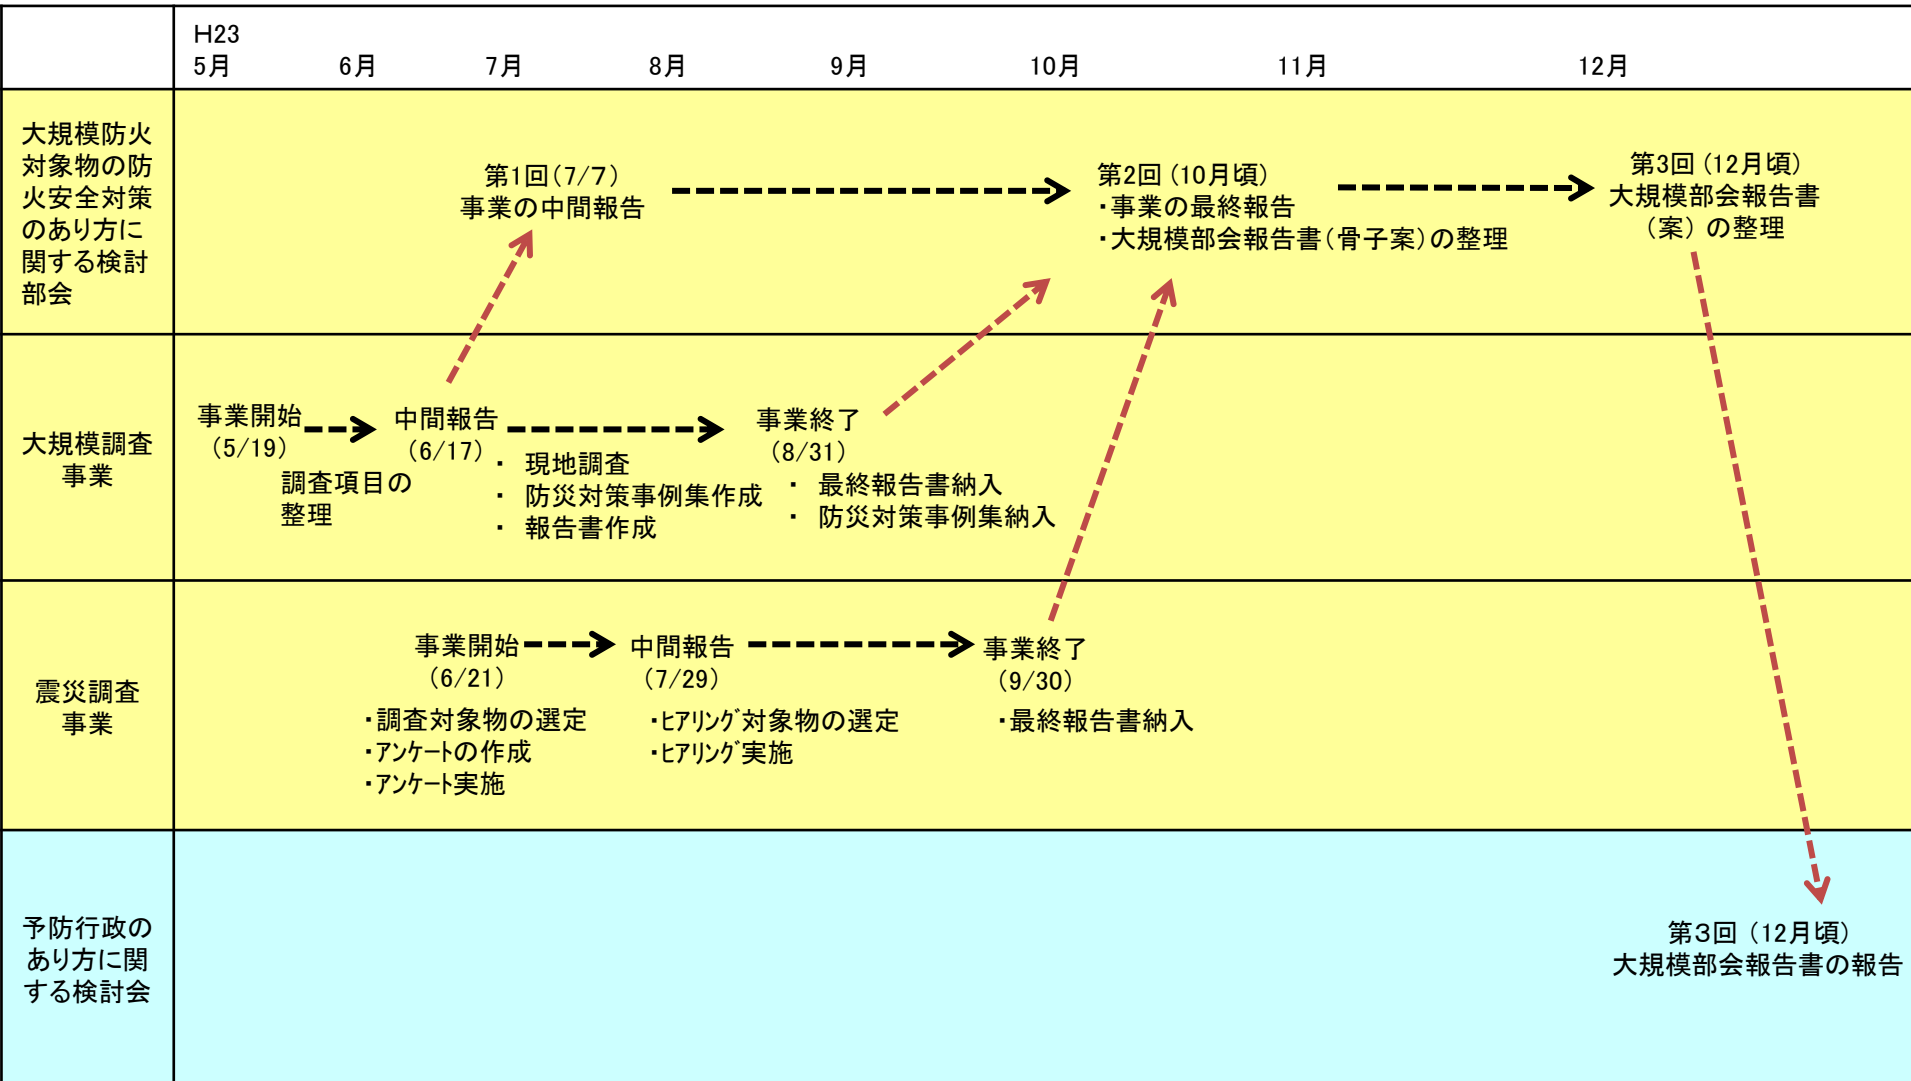 H23
5月 6月 7月 8月 9月 10月 11月 12月
大規模防火
対象物の防
火安全対策
のあり方に
関する検討
部会
第1回(7/7)
事業の中間報告
第2回(10月頃)
・事業の最終報告
・大規模部会報告書(骨子案)の整理
第3回(12月頃)
大規模部会報告書
(案)の整理
大規模調査
事業
事業開始
(5/19)
調査項目の
整理
中間報告
(6/17)
・ 現地調査
・ 防災対策事例集作成
・ 報告書作成
事業終了
(8/31)
・ 最終報告書納入
・ 防災対策事例集納入
震災調査
事業
事業開始
(6/21)
・調査対象物の選定
・アンケートの作成
・アンケート実施
中間報告
(7/29)
・ヒアリング対象物の選定
・ヒアリング実施
事業終了
(9/30)
・最終報告書納入
予防行政の
あり方に関
する検討会
第3回(12月頃)
大規模部会報告書の報告